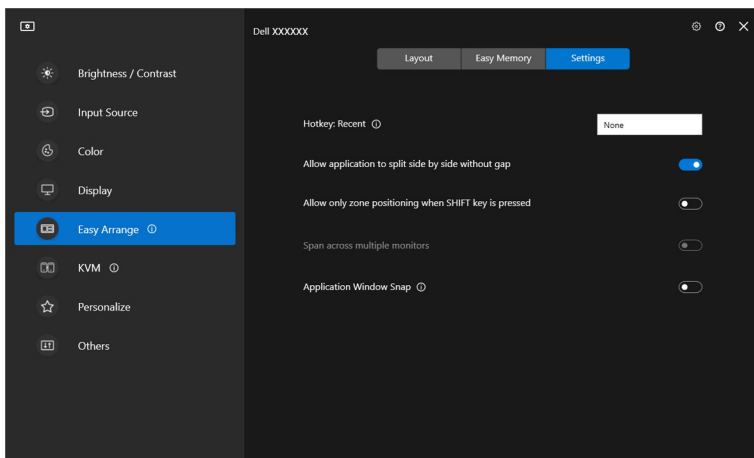 Dell XXXXXX
Brightness / Contrast
Input Source
Color
Display
Easy Arrange
KVM
Personalize
Others
Layout
Easy Memory
Settings
Hotkey: Recent
None
Allow application to split side by side without gap
Allow only zone positioning when SHIFT key is pressed
Span across multiple monitors
Application Window Snap